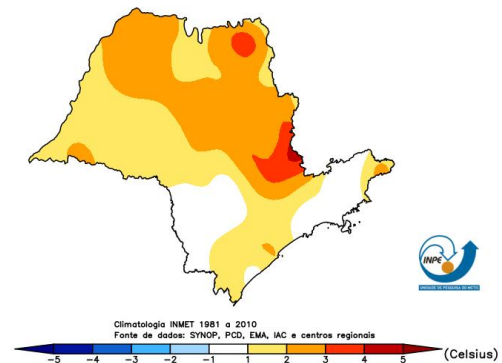 INPE
Climatologia INMET 1981 a 2010
Fonte de dados: SYNOP, PCD, EMA, IAC e centros regionais
-5 -4 -3 -2 -1 1 2 3 4 5 (Celsius)